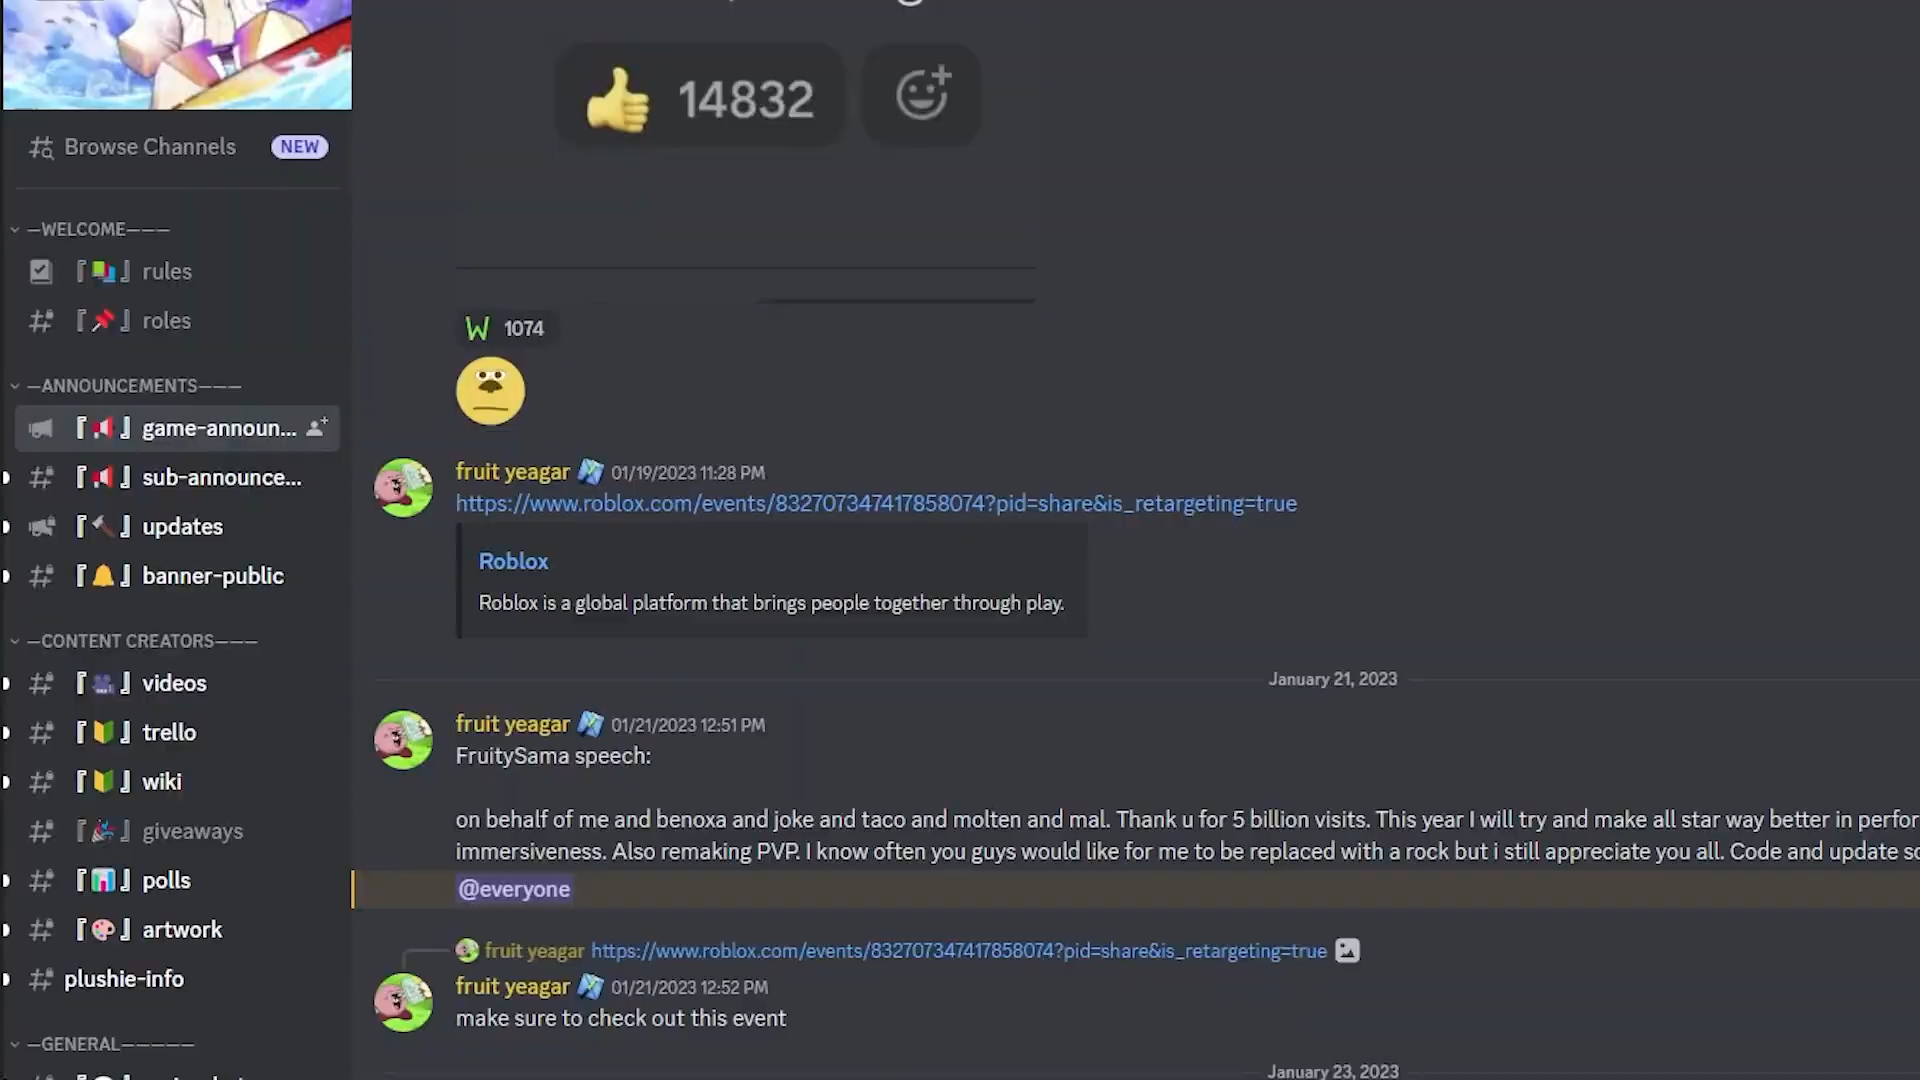 14832
Browse Channels NEW
—WELCOME———
『』 rules
『』 roles
—ANNOUNCEMENTS———
『』 game-announ...
『』 sub-announce...
『』 updates
『』 banner-public
—CONTENT CREATORS———
『』 videos
『』 trello
『』 wiki
『』 giveaways
『』 polls
『』 artwork
plushie-info
—GENERAL—————
W 1074
fruit yeagar 01/19/2023 11:28 PM
https://www.roblox.com/events/832707347417858074?pid=share&is_retargeting=true
Roblox
Roblox is a global platform that brings people together through play.
January 21, 2023
fruit yeagar 01/21/2023 12:51 PM
FruitySama speech:
on behalf of me and benoxa and joke and taco and molten and mal. Thank u for 5 billion visits. This year I will try and make all star way better in perfor
immersiveness. Also remaking PVP. I know often you guys would like for me to be replaced with a rock but i still appreciate you all. Code and update so
@everyone
fruit yeagar https://www.roblox.com/events/832707347417858074?pid=share&is_retargeting=true
fruit yeagar 01/21/2023 12:52 PM
make sure to check out this event
January 23, 2023